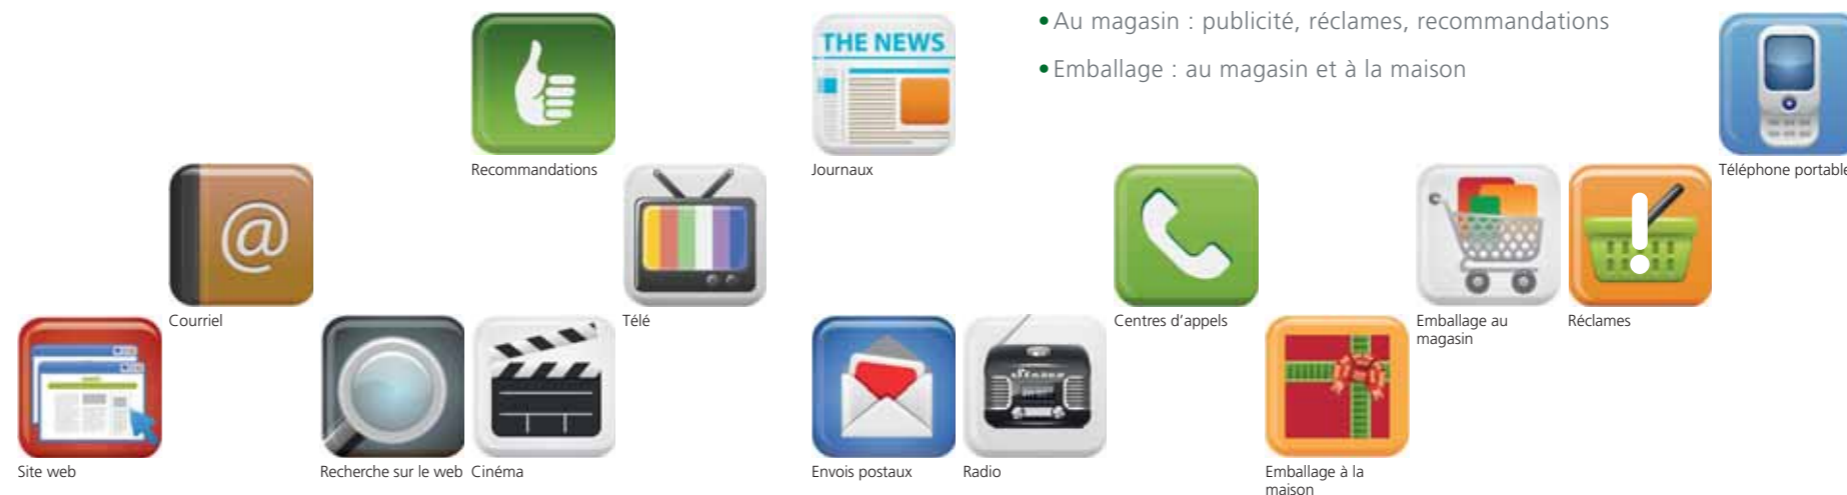 • Au magasin : publicité, réclames, recommandations
• Emballage : au magasin et à la maison
THE NEWS
Recommandations
Journaux
Téléphone portable
@
Courriel
Télé
Centres d'appels
Emballage au
magasin
!
Réclames
Site web
Recherche sur le web
Cinéma
Envois postaux
Radio
Emballage à la
maison